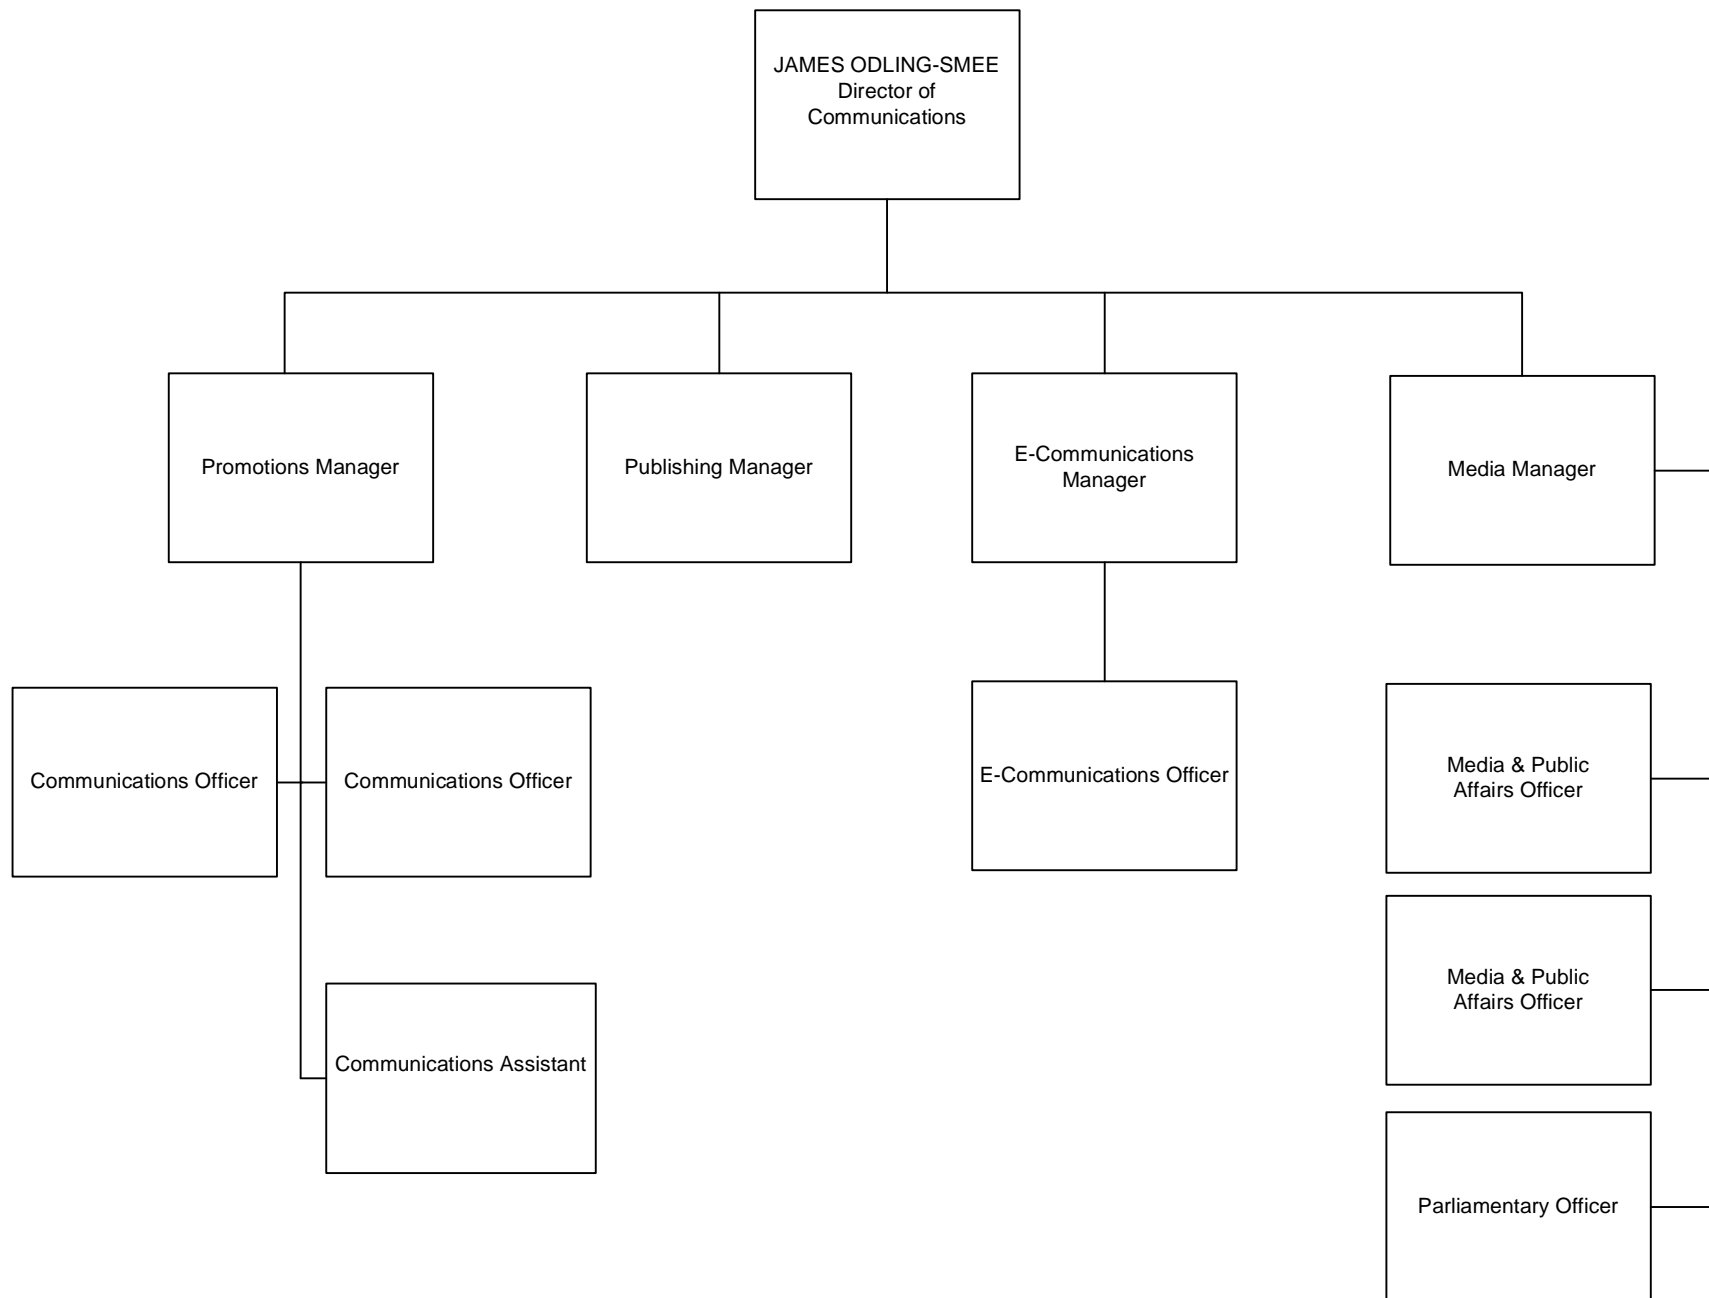 JAMES ODLING-SMEE
Director of
Communications
Promotions Manager
Publishing Manager
E-Communications
Manager
Media Manager
Communications Officer
Communications Officer
E-Communications Officer
Media & Public
Affairs Officer
Media & Public
Affairs Officer
Communications Assistant
Parliamentary Officer